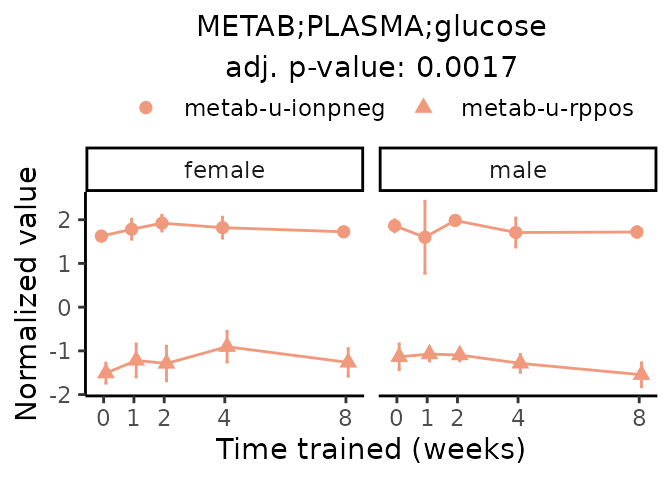 METAB;PLASMA;glucose
adj. p-value: 0.0017
metab-u-ionpneg metab-u-rppos
female male
Normalized value
2
1
0
-1
-2
0 1 2 4 8 0 1 2 4 8
Time trained (weeks)